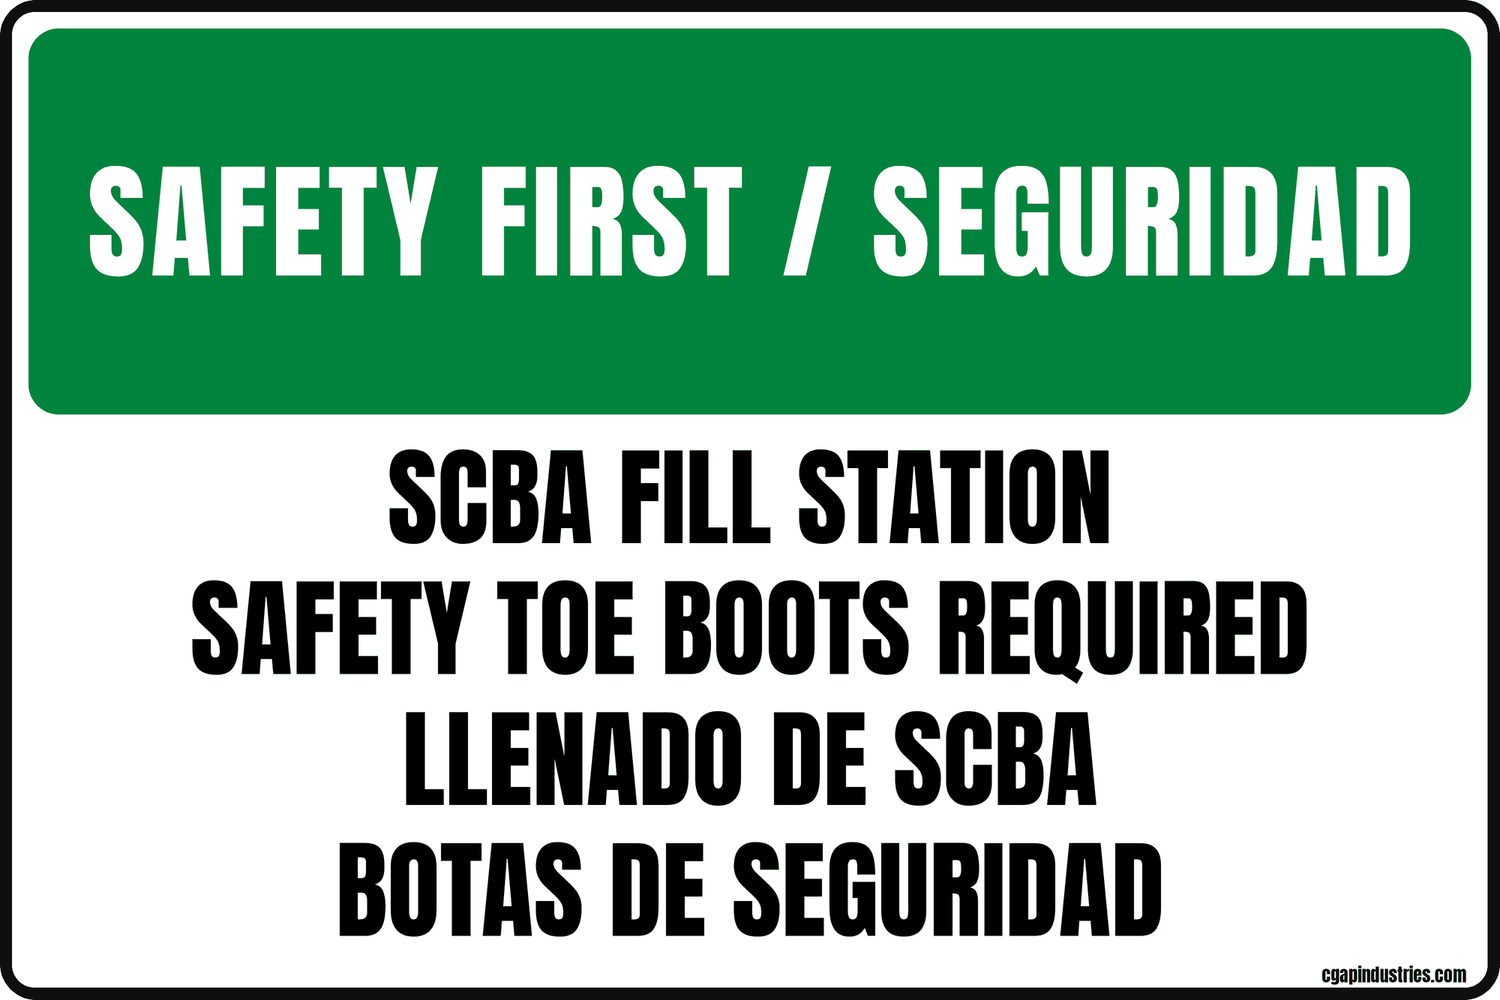 SAFETY FIRST / SEGURIDAD
SCBA FILL STATION
SAFETY TOE BOOTS REQUIRED
LLENADO DE SCBA
BOTAS DE SEGURIDAD
cgapindustries.com